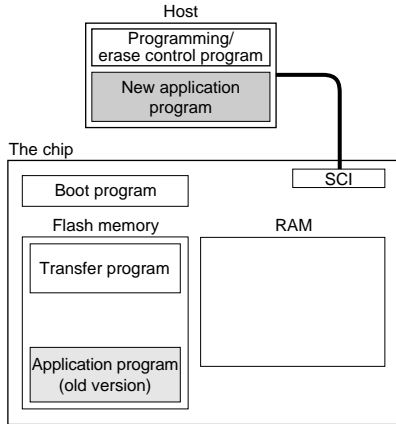 Host
Programming/
erase control program
New application
program
The chip
SCI
Boot program
Flash memory
RAM
Transfer program
Application program
(old version)